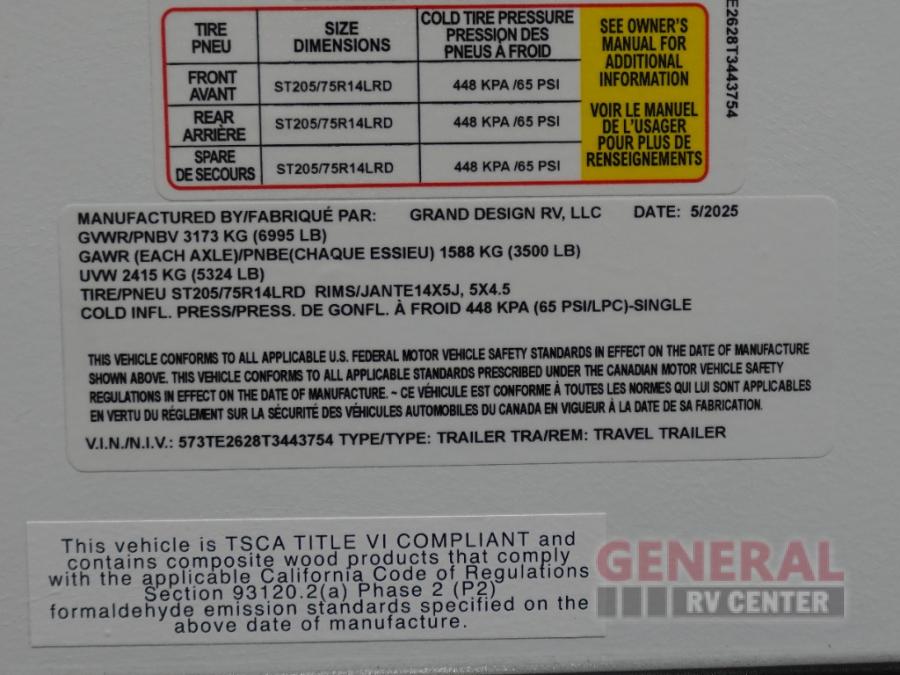 TIRE PNEU SIZE DIMENSIONS COLD TIRE PRESSURE PRESSION DES PNEUS À FROID
FRONT AVANT ST205/75R14LRD 448 KPA /65 PSI
REAR ARRIÈRE ST205/75R14LRD 448 KPA /65 PSI
SPARE DE SECOURS ST205/75R14LRD 448 KPA /65 PSI
SEE OWNER'S
MANUAL FOR
ADDITIONAL
INFORMATION
VOIR LE MANUEL
DE L'USAGER
POUR PLUS DE
RENSEIGNEMENTS
E2628T3443754
MANUFACTURED BY/FABRIQUÉ PAR: GRAND DESIGN RV, LLC DATE: 5/2025
GVWR/PNBV 3173 KG (6995 LB)
GAWR (EACH AXLE)/PNBE(CHAQUE ESSIEU) 1588 KG (3500 LB)
UVW 2415 KG (5324 LB)
TIRE/PNEU ST205/75R14LRD RIMS/JANTE14X5J, 5X4.5
COLD INFL. PRESS/PRESS. DE GONFL. À FROID 448 KPA (65 PSI/LPC)-SINGLE
THIS VEHICLE CONFORMS TO ALL APPLICABLE U.S. FEDERAL MOTOR VEHICLE SAFETY STANDARDS IN EFFECT ON THE DATE OF MANUFACTURE
SHOWN ABOVE. THIS VEHICLE CONFORMS TO ALL APPLICABLE STANDARDS PRESCRIBED UNDER THE CANADIAN MOTOR VEHICLE SAFETY
REGULATIONS IN EFFECT ON THE DATE OF MANUFACTURE. ~ CE VÉHICULE EST CONFORME À TOUTES LES NORMES QUI LUI SONT APPLICABLES
EN VERTU DU RÉGLEMENT SUR LA SÉCURITÉ DES VÉHICULES AUTOMOBILES DU CANADA EN VIGUEUR À LA DATE DE SA FABRICATION.
V.I.N./N.I.V.: 573TE2628T3443754 TYPE/TYPE: TRAILER TRA/REM: TRAVEL TRAILER
This vehicle is TSCA TITLE VI COMPLIANT and
contains composite wood products that comply
with the applicable California Code of Regulations
Section 93120.2(a) Phase 2 (P2)
formaldehyde emission standards specified on the
above date of manufacture.
GENERAL
RV CENTER